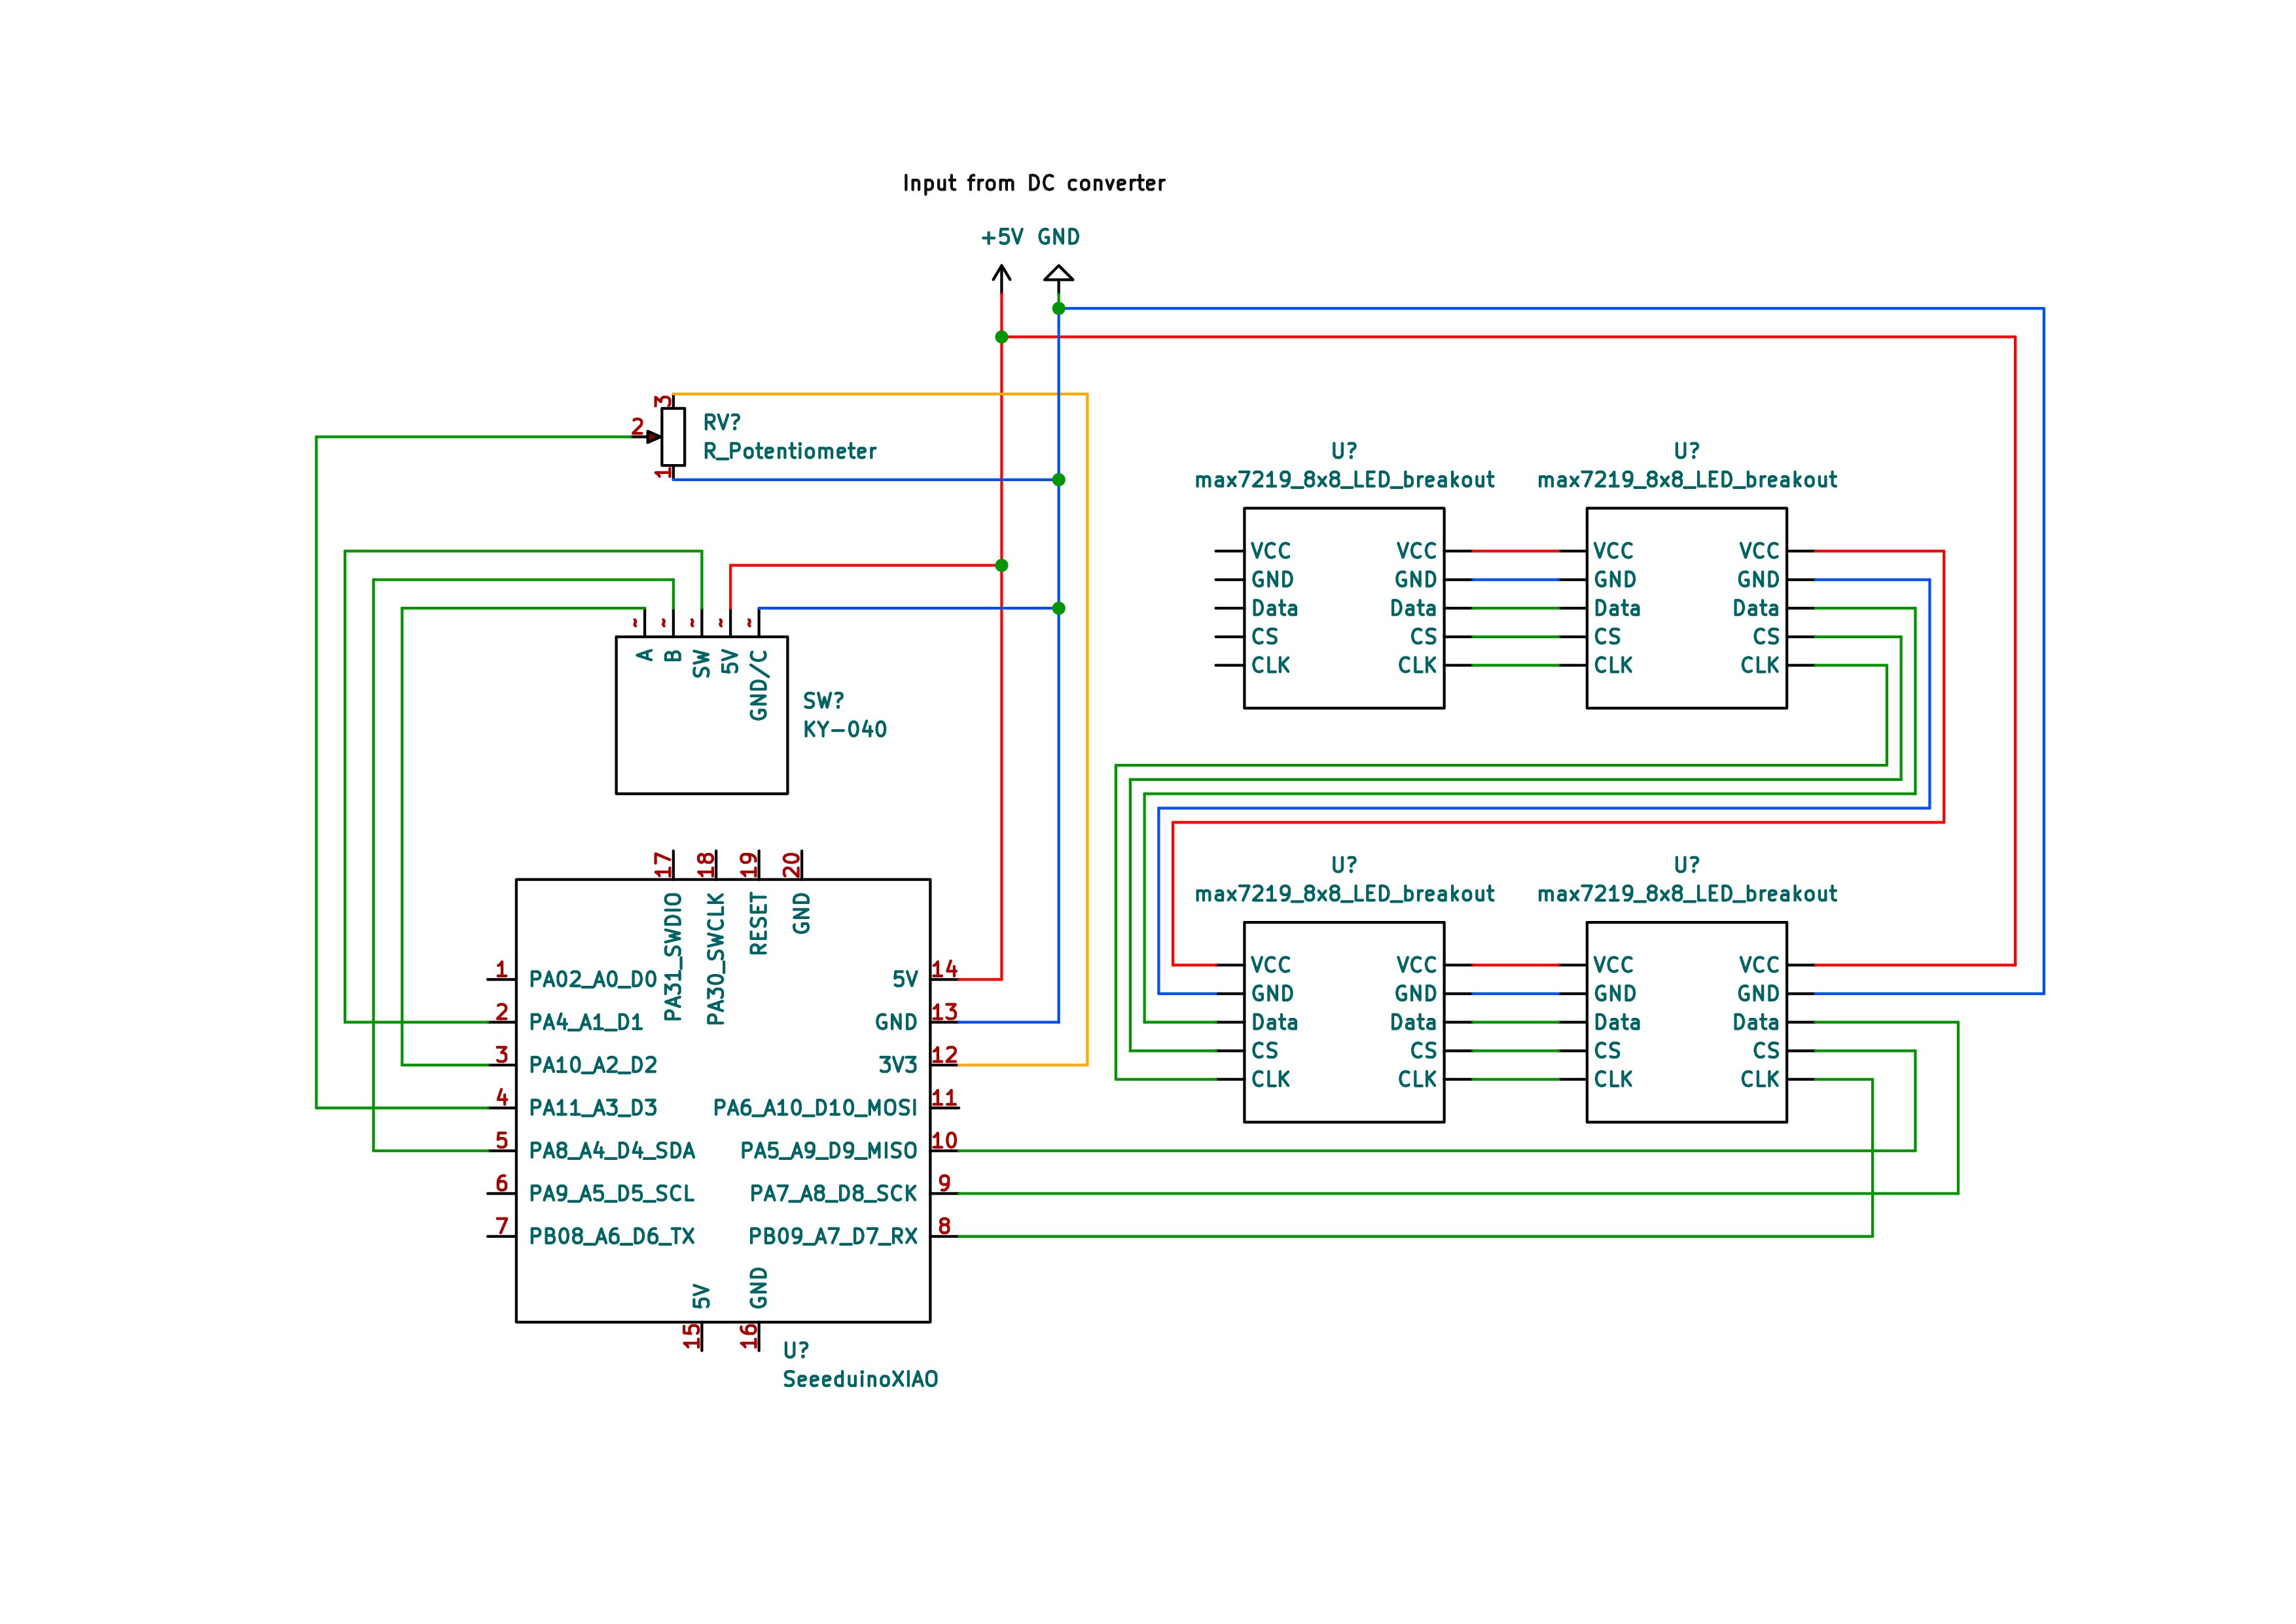 Input from DC converter
+5V GND
3
2
1
RV?
R_Potentiometer
U?
max7219_8x8_LED_breakout
VCC VCC
GND GND
Data Data
CS CS
CLK CLK
U?
max7219_8x8_LED_breakout
VCC VCC
GND GND
Data Data
CS CS
CLK CLK
~ ~ ~ ~ ~
A B SW 5V GND/C
SW?
KY-040
17 18 19 20
PA31_SWDIO PA30_SWCLK RESET GND
1 PA02_A0_D0
2 PA4_A1_D1
3 PA10_A2_D2
4 PA11_A3_D3
5 PA8_A4_D4_SDA
6 PA9_A5_D5_SCL
7 PB08_A6_D6_TX
5V 14
GND 13
3V3 12
PA6_A10_D10_MOSI 11
PA5_A9_D9_MISO 10
PA7_A8_D8_SCK 9
PB09_A7_D7_RX 8
5V GND
15 16
U?
SeeeduinoXIAO
U?
max7219_8x8_LED_breakout
VCC VCC
GND GND
Data Data
CS CS
CLK CLK
U?
max7219_8x8_LED_breakout
VCC VCC
GND GND
Data Data
CS CS
CLK CLK